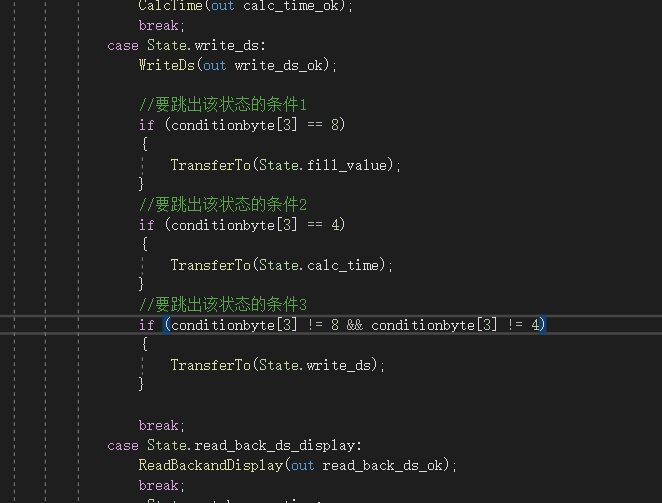 CalcTime(out calc_time_ok);
break;
case State.write_ds:
WriteDs(out write_ds_ok);
//要跳出该状态的条件1
if (conditionbyte[3] == 8)
{
TransferTo(State.fill_value);
}
//要跳出该状态的条件2
if (conditionbyte[3] == 4)
{
TransferTo(State.calc_time);
}
//要跳出该状态的条件3
if (conditionbyte[3] != 8 && conditionbyte[3] != 4)
{
TransferTo(State.write_ds);
}
break;
case State.read_back_ds_display:
ReadBackandDisplay(out read_back_ds_ok);
break;